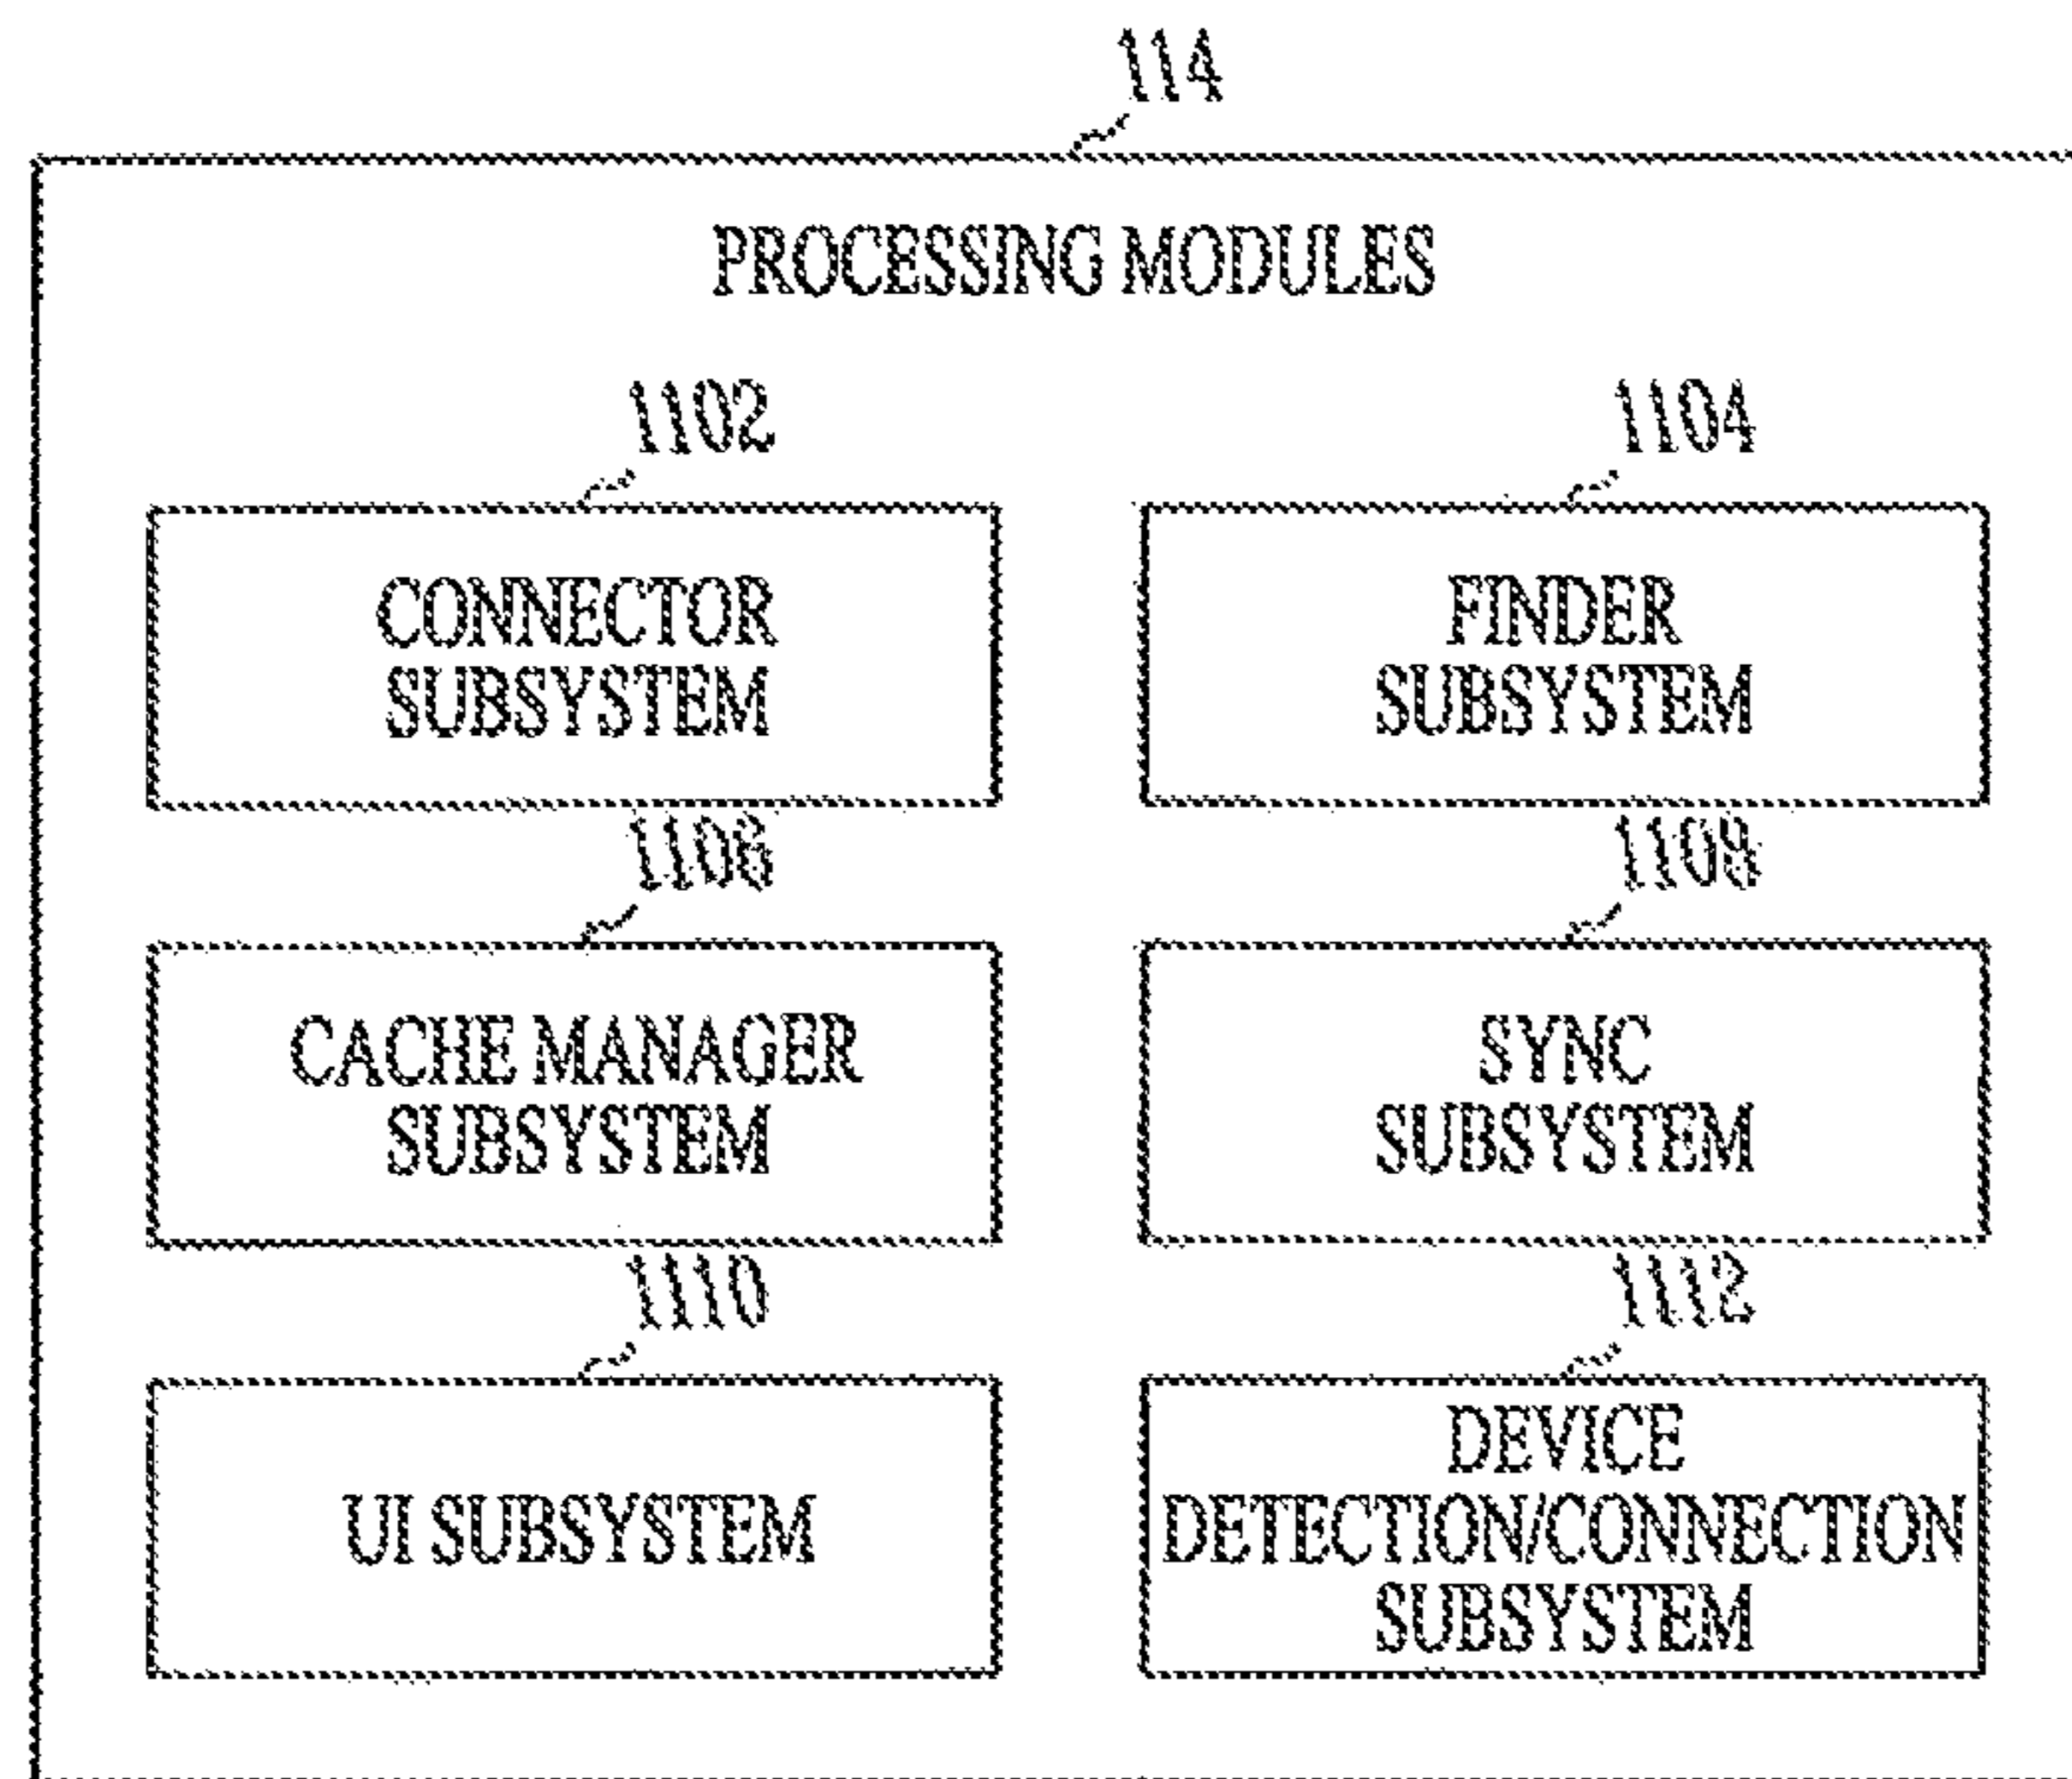 114
PROCESSING MODULES
1102
1104
CONNECTOR
SUBSYSTEM
FINDER
SUBSYSTEM
1106
1108
CACHE MANAGER
SUBSYSTEM
SYNC
SUBSYSTEM
1110
1112
UI SUBSYSTEM
DEVICE
DETECTION/CONNECTION
SUBSYSTEM